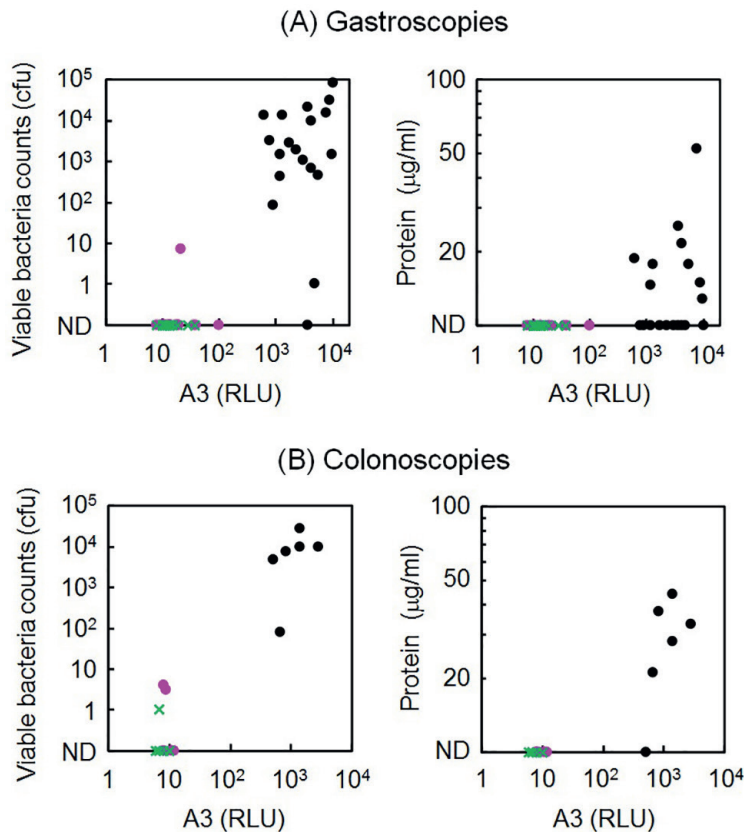 (A) Gastroscopies
Viable bacteria counts (cfu)
10⁵
10⁴
10³
10²
10
1
ND
1 10 10² 10³ 10⁴
A3 (RLU)
Protein (μg/ml)
100
50
20
ND
1 10 10² 10³ 10⁴
A3 (RLU)
(B) Colonoscopies
Viable bacteria counts (cfu)
10⁵
10⁴
10³
10²
10
1
ND
1 10 10² 10³ 10⁴
A3 (RLU)
Protein (μg/ml)
100
50
20
ND
1 10 10² 10³ 10⁴
A3 (RLU)